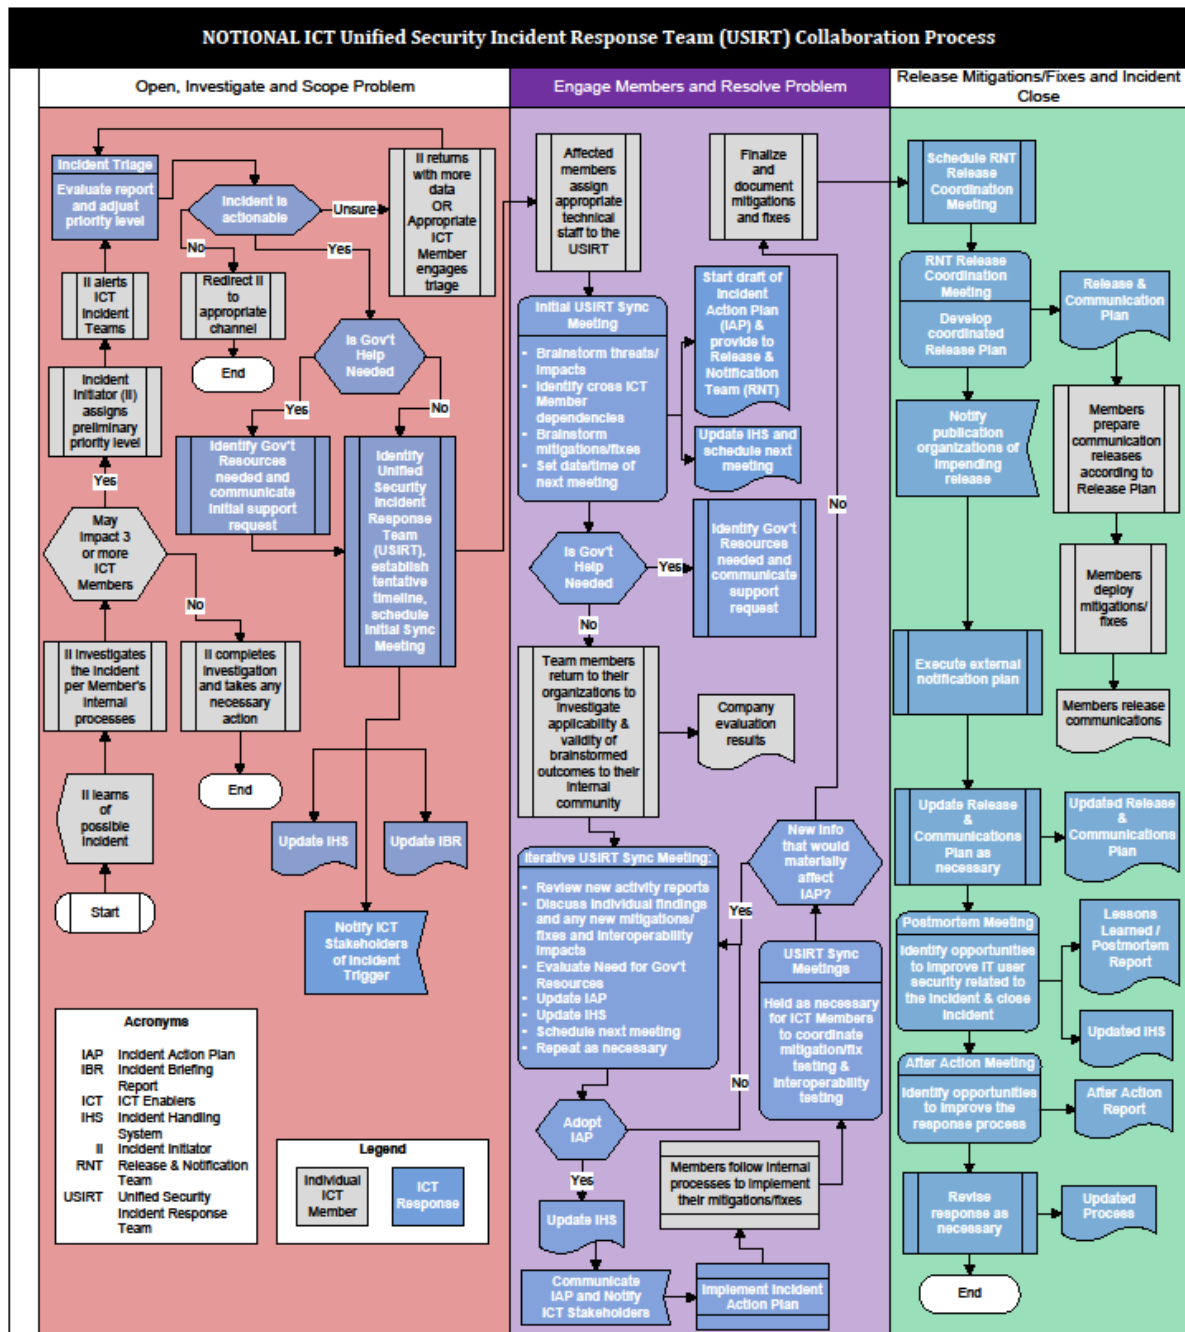 NOTIONAL ICT Unified Security Incident Response Team (USIRT) Collaboration Process
Open, Investigate and Scope Problem
Engage Members and Resolve Problem
Release Mitigations/Fixes and Incident
Close
Incident Triage
Evaluate report
and adjust
priority level
Incident is
actionable
Unsure
II returns
with more
data
OR
Appropriate
ICT
Member
engages
triage
No
Yes
II alerts
ICT
Incident
Teams
Redirect II
to
appropriate
channel
End
Is Gov't
Help
Needed
Yes
No
Incident
Initiator (II)
assigns
preliminary
priority level
Yes
Identify Gov't
Resources
needed and
communicate
Initial support
request
Identify
Unified
Security
Incident
Response
Team
(USIRT),
establish
tentative
timeline,
schedule
Initial Sync
Meeting
May
Impact 3
or more
ICT
Members
No
II Investigates
the Incident
per Member's
Internal
processes
II completes
Investigation
and takes any
necessary
action
End
II learns
of
possible
Incident
Start
Update IHS
Update IBR
Notify ICT
Stakeholders
of Incident
Trigger
Acronyms
IAP Incident Action Plan
IBR Incident Briefing
Report
ICT ICT Enablers
IHS Incident Handling
System
II Incident Initiator
RNT Release & Notification
Team
USIRT Unified Security
Incident Response
Team
Legend
Individual
ICT
Member
ICT
Response
Affected
members
assign
appropriate
technical
staff to the
USIRT
Finalize
and
document
mitigations
and fixes
Initial USIRT Sync
Meeting
- Brainstorm threats/
Impacts
- Identify cross ICT
Member
dependencies
- Brainstorm
mitigations/fixes
- Set date/time of
next meeting
Start draft of
Incident
Action Plan
(IAP) &
provide to
Release &
Notification
Team (RNT)
Update IHS and
schedule next
meeting
No
Is Gov't
Help
Needed
Yes
Identify Gov't
Resources
needed and
communicate
support
request
No
Team members
return to their
organizations to
Investigate
applicability &
validity of
brainstormed
outcomes to their
Internal
community
Company
evaluation
results
New Info
that would
materially
affect
IAP?
Yes
Iterative USIRT Sync Meeting:
- Review new activity reports
- Discuss Individual findings
and any new mitigations/
fixes and Interoperability
Impacts
- Evaluate Need for Gov't
Resources
- Update IAP
- Update IHS
- Schedule next meeting
- Repeat as necessary
USIRT Sync
Meetings
Held as necessary
for ICT Members
to coordinate
mitigation/fix
testing &
Interoperability
testing
No
Adopt
IAP
Yes
Update IHS
Members follow Internal
processes to Implement
their mitigations/fixes
Communicate
IAP and Notify
ICT Stakeholders
Implement Incident
Action Plan
Schedule RNT
Release
Coordination
Meeting
RNT Release
Coordination
Meeting
Develop
coordinated
Release Plan
Release &
Communication
Plan
Notify
publication
organizations of
Impending
release
Members
prepare
communication
releases
according to
Release Plan
Members
deploy
mitigations/
fixes
Execute external
notification plan
Members release
communications
Update Release
&
Communications
Plan as
necessary
Updated Release
&
Communications
Plan
Postmortem Meeting
Identify opportunities
to Improve IT user
security related to
the Incident & close
Incident
Lessons
Learned /
Postmortem
Report
Updated IHS
After Action Meeting
Identify opportunities
to Improve the
response process
After Action
Report
Revise
response as
necessary
Updated
Process
End